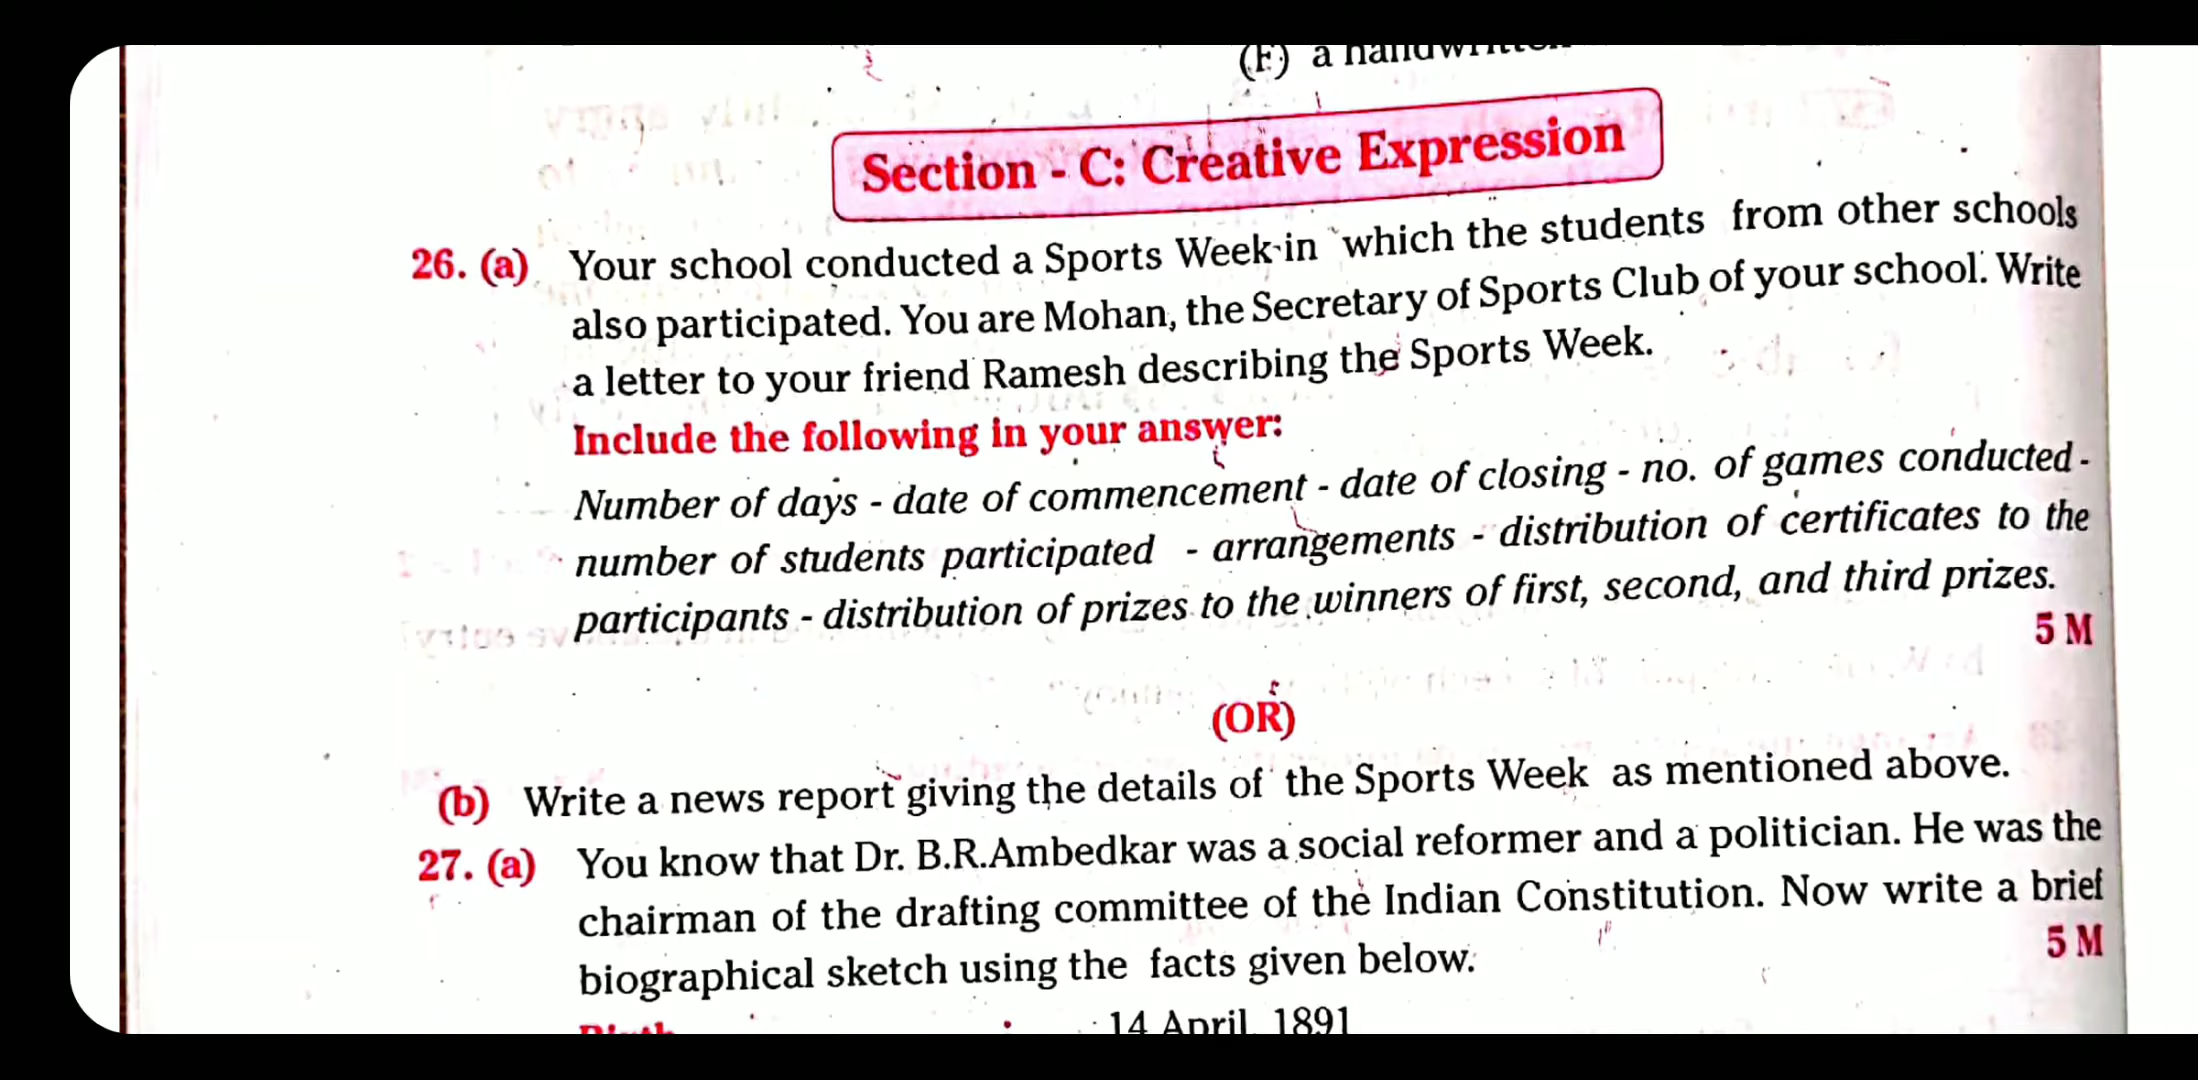 (F) a handwritten
Section - C: Creative Expression
26. (a) Your school conducted a Sports Week in which the students from other schools
also participated. You are Mohan, the Secretary of Sports Club of your school. Write
a letter to your friend Ramesh describing the Sports Week.
Include the following in your answer:
Number of days - date of commencement - date of closing - no. of games conducted -
number of students participated - arrangements - distribution of certificates to the
participants - distribution of prizes to the winners of first, second, and third prizes.
5 M
(OR)
(b) Write a news report giving the details of the Sports Week as mentioned above.
27. (a) You know that Dr. B.R.Ambedkar was a social reformer and a politician. He was the
chairman of the drafting committee of the Indian Constitution. Now write a brief
biographical sketch using the facts given below.
5 M
Birth : 14 April, 1891